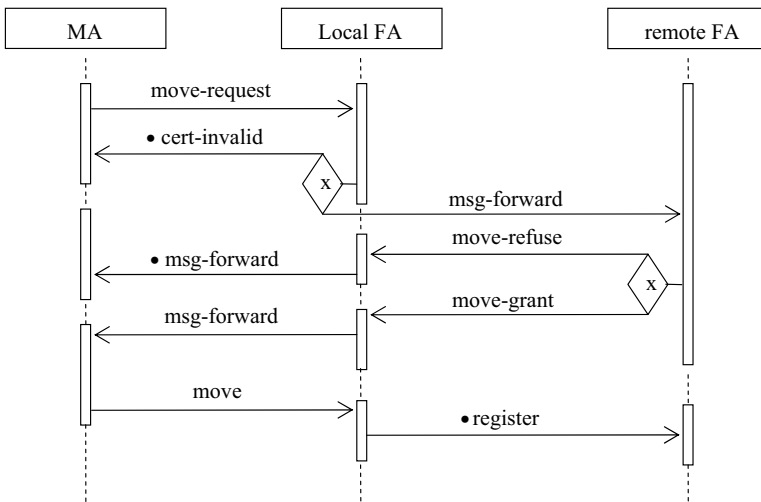 MA
Local FA
remote FA
move-request
• cert-invalid
x
msg-forward
move-refuse
• msg-forward
x
move-grant
msg-forward
move
• register